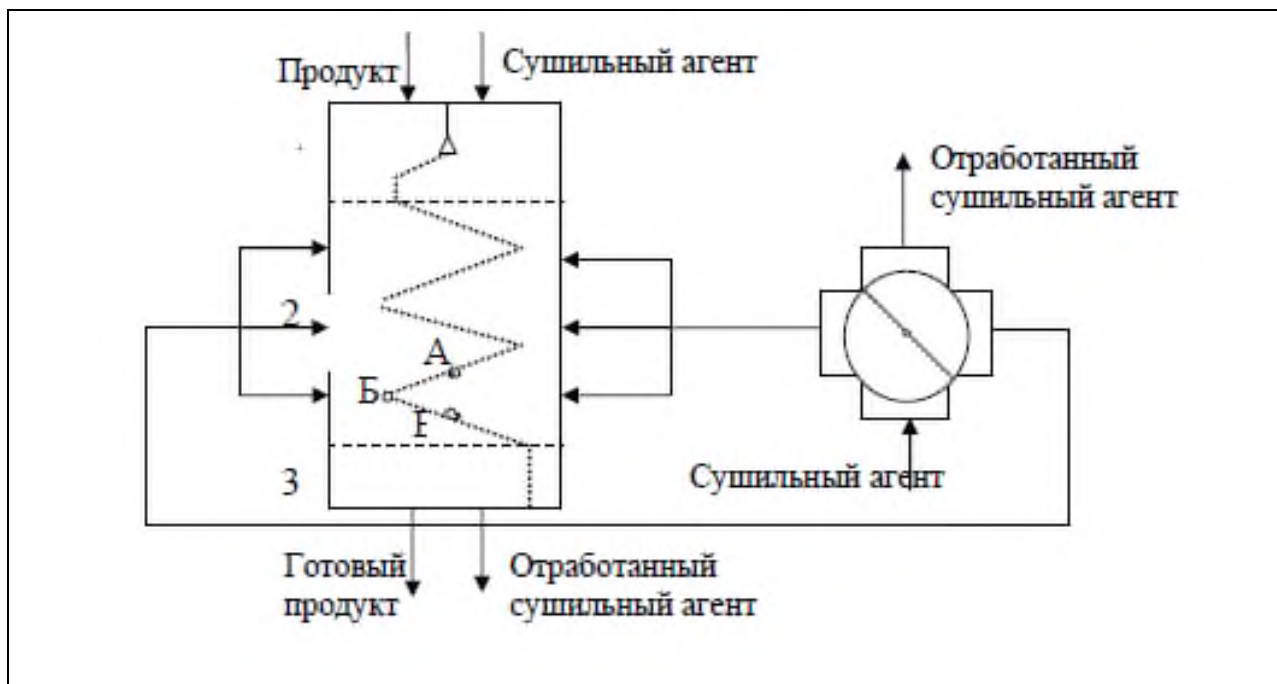 Продукт
Сушильный агент
Отработанный
сушильный агент
2
А
Б
Г
3
Сушильный агент
Готовый
продукт
Отработанный
сушильный агент